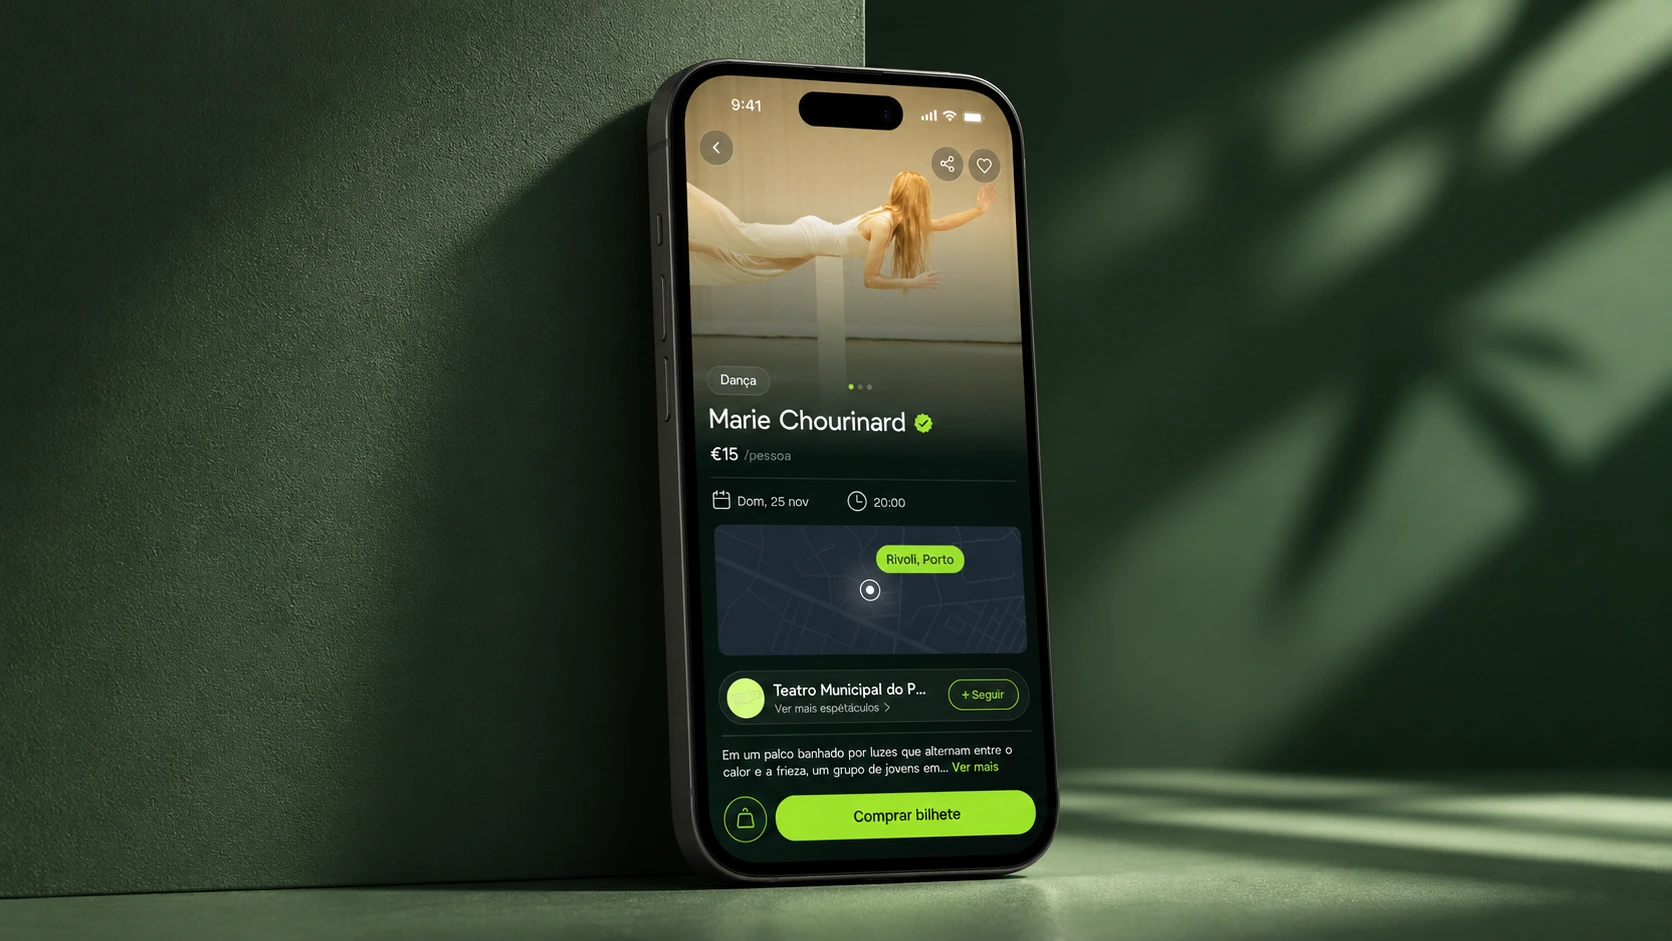 9:41
Dança
Marie Chourinard
€15 /pessoa
Dom, 25 nov
20:00
Rivoli, Porto
Teatro Municipal do P...
+ Seguir
Ver mais espetáculos >
Em um palco banhado por luzes que alternam entre o
calor e a frieza, um grupo de jovens em... Ver mais
Comprar bilhete